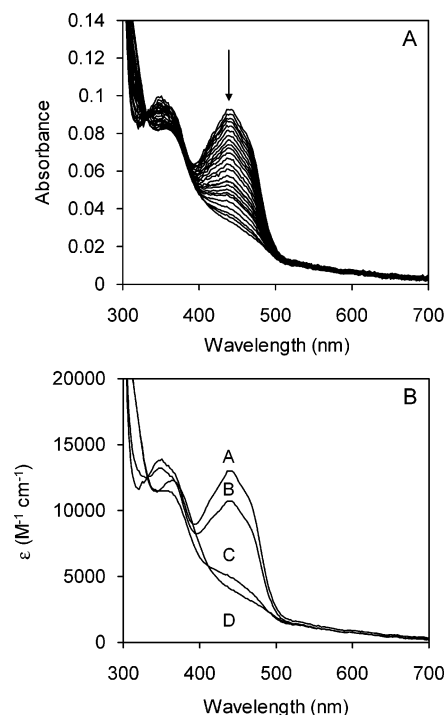 A
0.14
0.12
0.1
0.08
0.06
0.04
0.02
0
Absorbance
300 400 500 600 700
Wavelength (nm)
B
20000
15000
10000
5000
0
ε (M⁻¹ cm⁻¹)
A
B
C
D
300 400 500 600 700
Wavelength (nm)